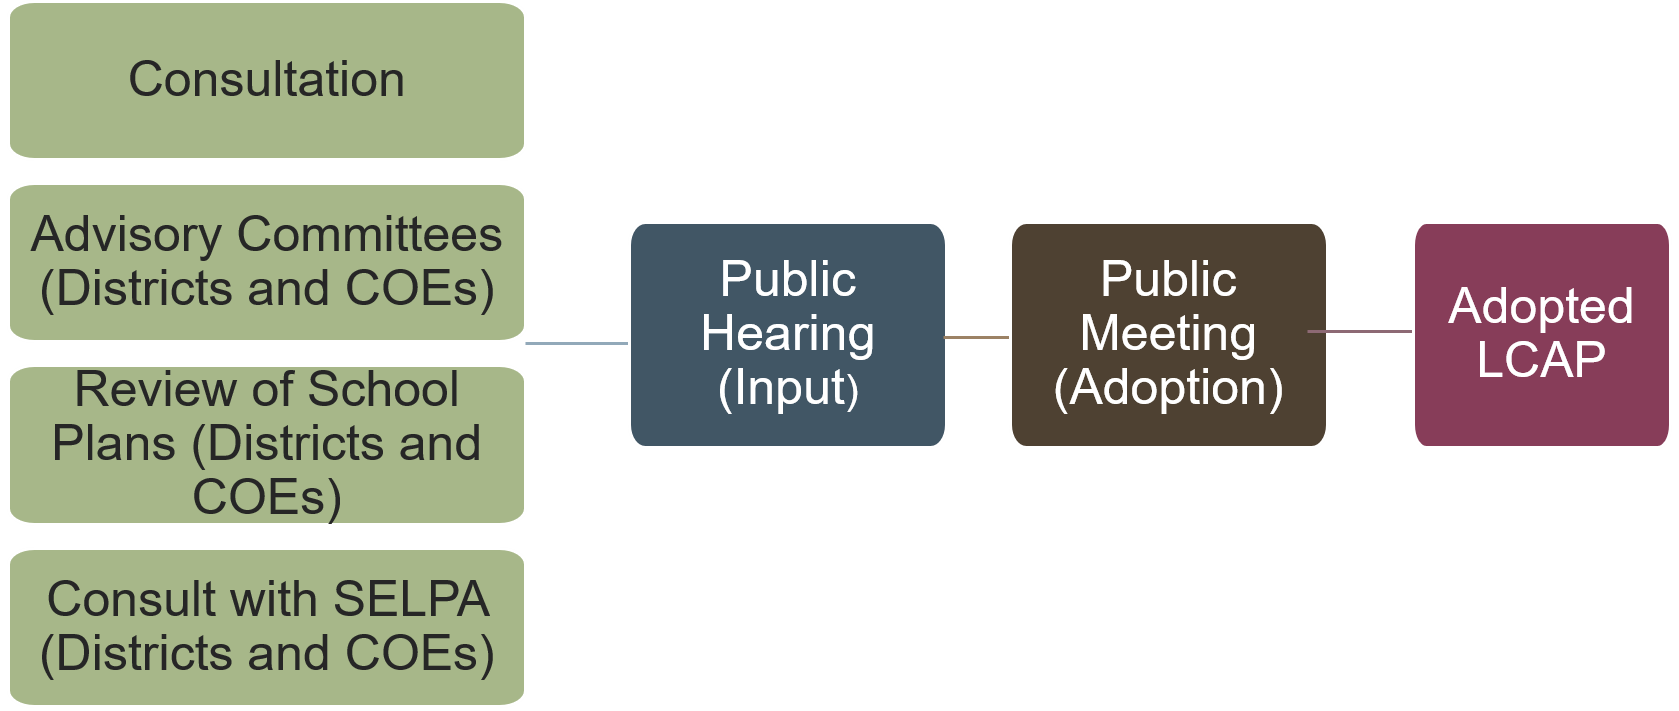 Consultation
Advisory Committees
(Districts and COEs)
Review of School
Plans (Districts and
COEs)
Consult with SELPA
(Districts and COEs)
Public
Hearing
(Input)
Public
Meeting
(Adoption)
Adopted
LCAP